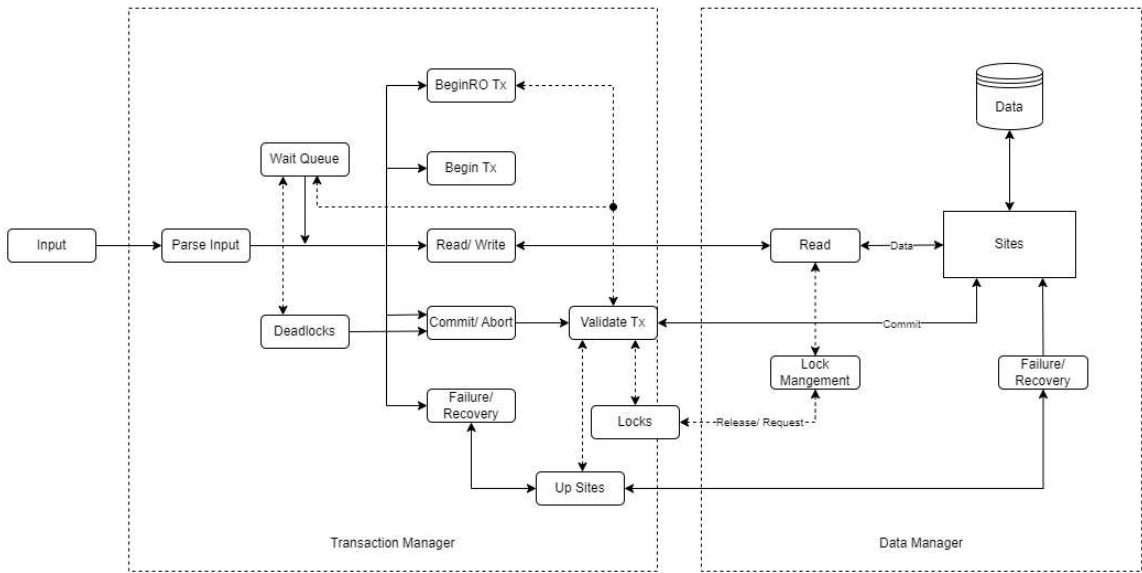 BeginRO Tx
Data
Wait Queue
Begin Tx
Input
Parse Input
Read/ Write
Read
Data
Sites
Deadlocks
Commit/ Abort
Validate Tx
Commit
Lock
Mangement
Failure/
Recovery
Failure/
Recovery
Locks
Release/ Request
Up Sites
Transaction Manager
Data Manager